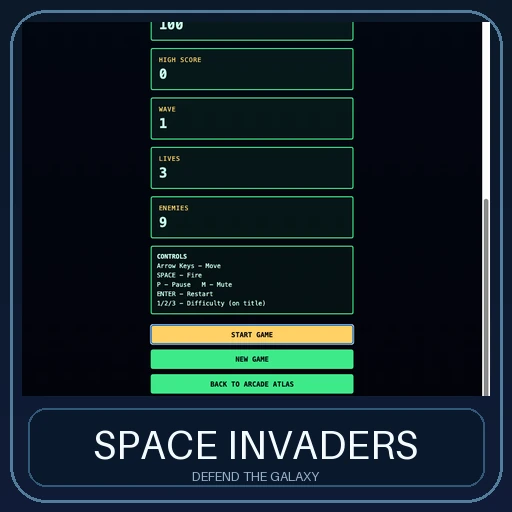 100
HIGH SCORE
0
WAVE
1
LIVES
3
ENEMIES
9
CONTROLS
Arrow Keys – Move
SPACE – Fire
P – Pause   M – Mute
ENTER – Restart
1/2/3 – Difficulty (on title)
START GAME
NEW GAME
BACK TO ARCADE ATLAS
SPACE INVADERS
DEFEND THE GALAXY